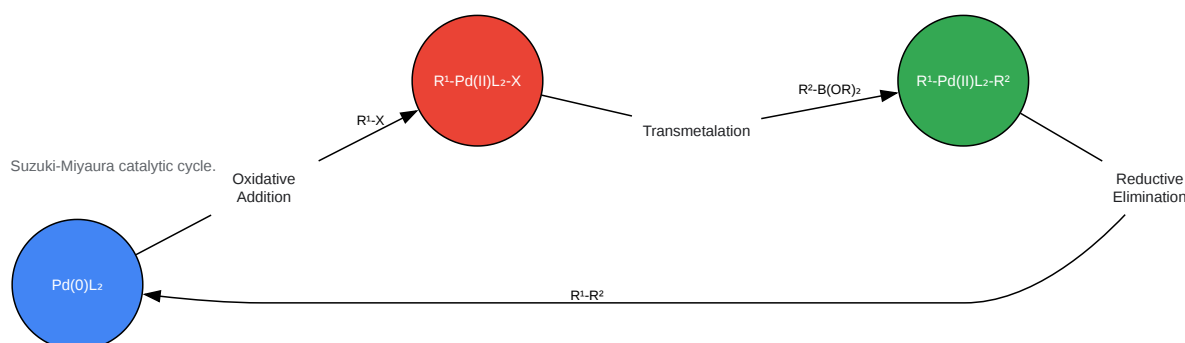 R¹-Pd(II)L₂-X
R¹-Pd(II)L₂-R²
R²-B(OR)₂
R¹-X
Transmetalation
Suzuki-Miyaura catalytic cycle.
Oxidative
Addition
Reductive
Elimination
Pd(0)L₂
R¹-R²